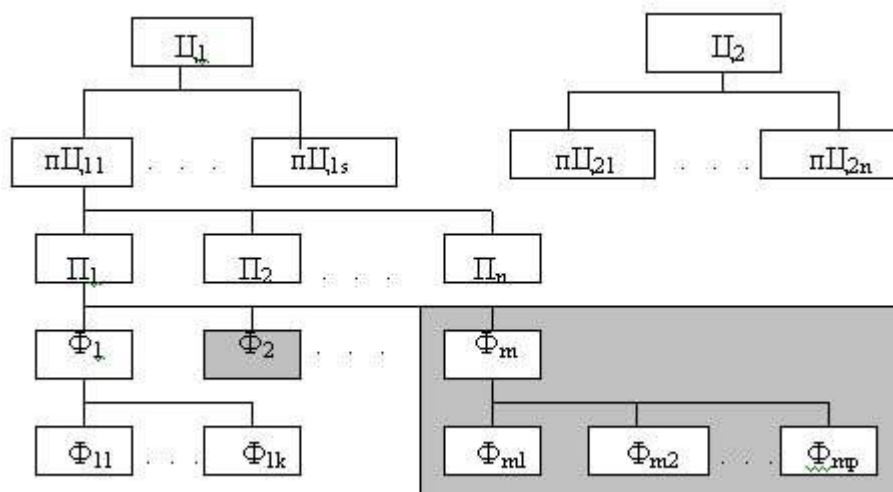 Ц1 Ц2
пЦ11 . . . пЦ1s пЦ21 . . . пЦ2n
П1 П2 . . . Пn
Ф1 Ф2 . . . Фm
Ф11 . . . Ф1k Фm1 Фm2 . . . Фmp